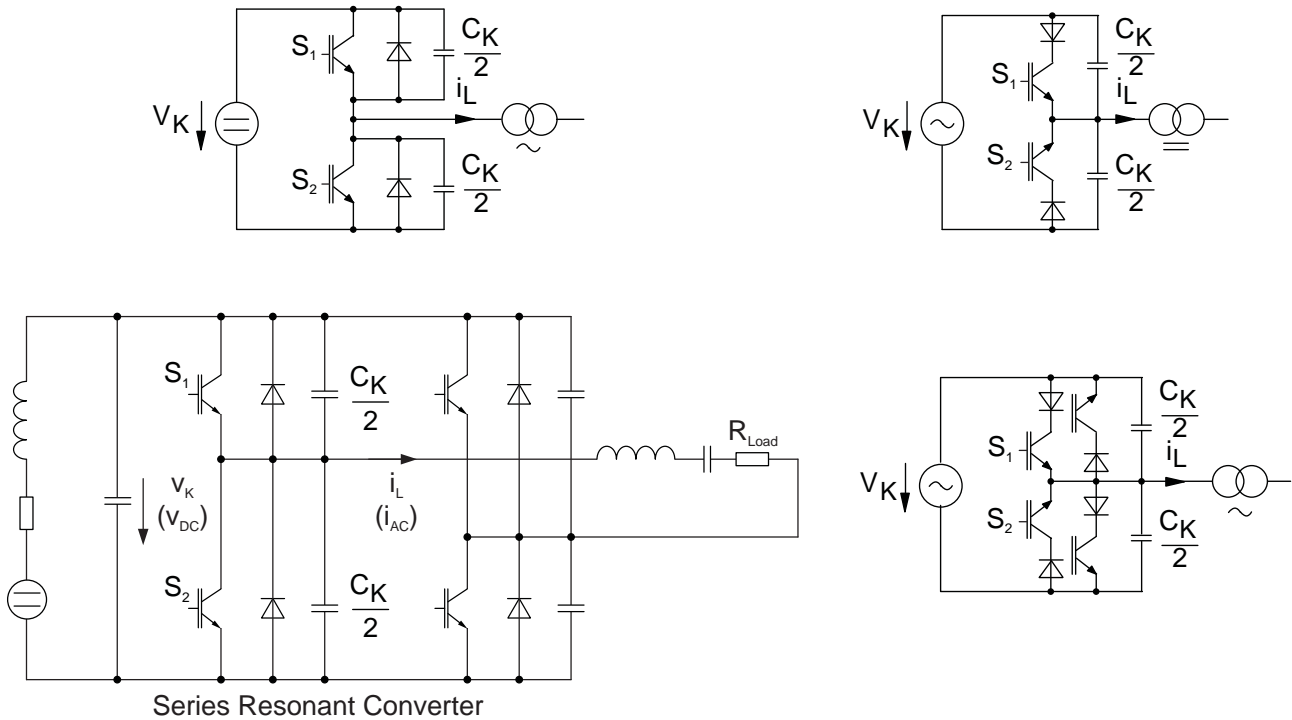 S1
CK
2
iL
VK
S2
CK
2
CK
2
S1
iL
VK
S2
CK
2
S1
CK
2
RLoad
vK
(vDC)
iL
(iAC)
S2
CK
2
CK
2
S1
iL
VK
S2
CK
2
Series Resonant Converter